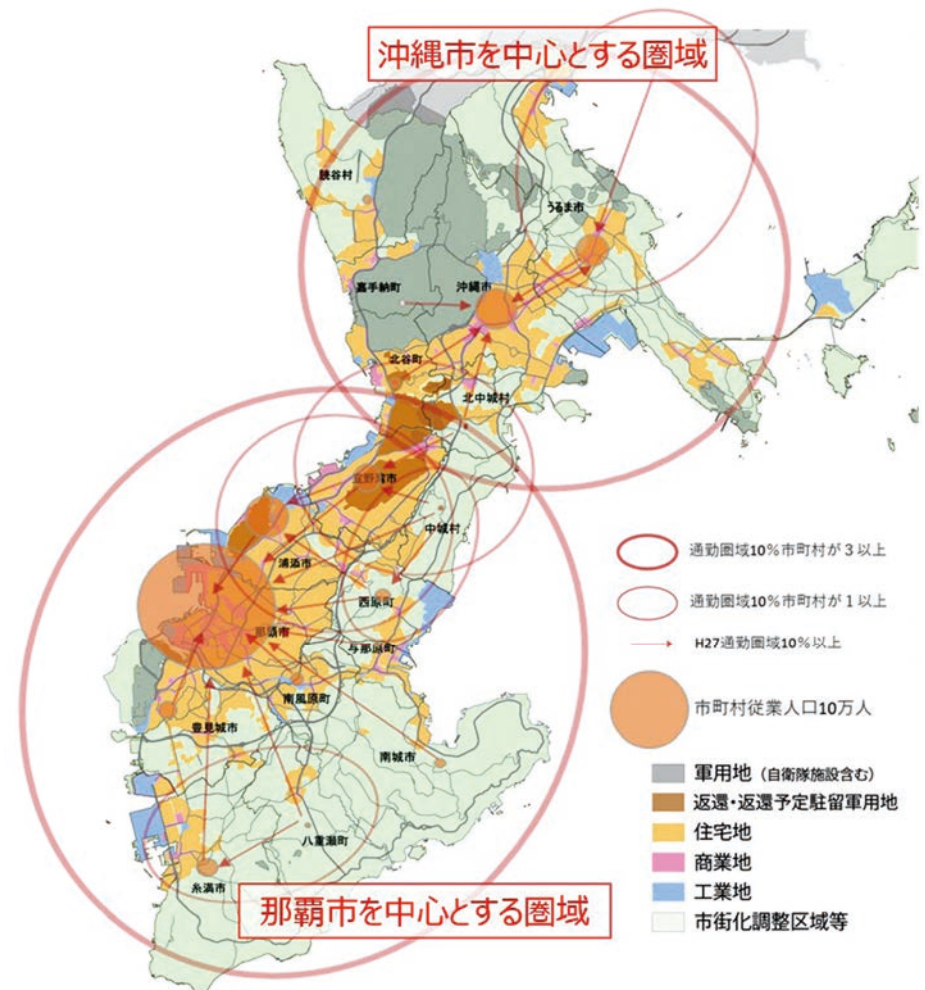 沖縄市を中心とする圏域
読谷村
うるま市
嘉手納町
沖縄市
北谷町
北中城村
宜野湾市
中城村
浦添市
西原町
那覇市
与那原町
南風原町
豊見城市
南城市
八重瀬町
糸満市
那覇市を中心とする圏域
通勤圏域10%市町村が3以上
通勤圏域10%市町村が1以上
H27通勤圏域10%以上
市町村従業人口10万人
軍用地（自衛隊施設含む）
返還・返還予定駐留軍用地
住宅地
商業地
工業地
市街化調整区域等